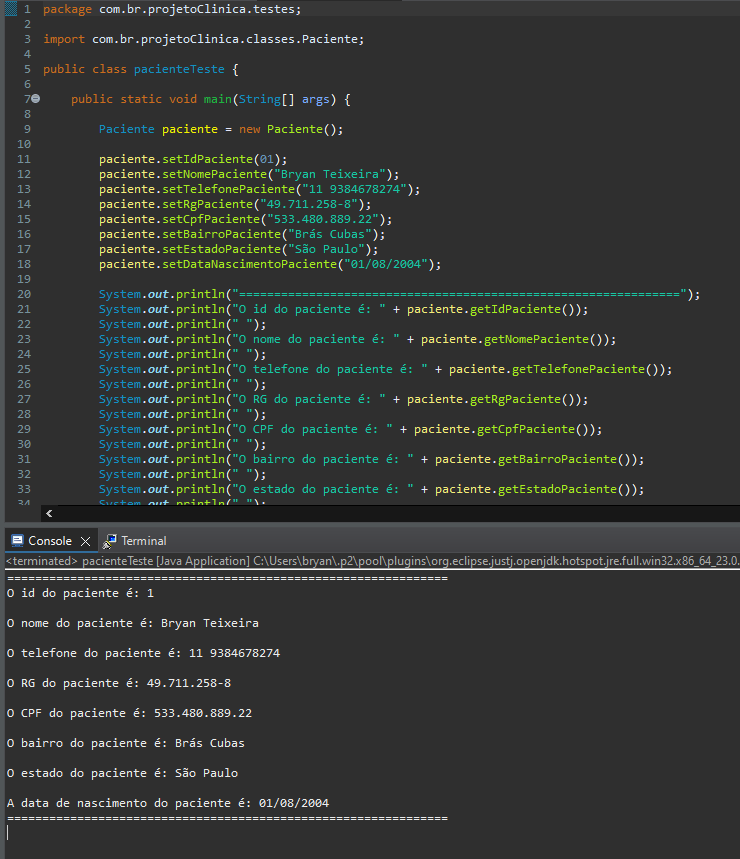 1 package com.br.projetoClinica.testes;
2
3 import com.br.projetoClinica.classes.Paciente;
4
5 public class pacienteTeste {
6
7 public static void main(String[] args) {
8
9 Paciente paciente = new Paciente();
10
11 paciente.setIdPaciente(01);
12 paciente.setNomePaciente("Bryan Teixeira");
13 paciente.setTelefonePaciente("11 9384678274");
14 paciente.setRgPaciente("49.711.258-8");
15 paciente.setCpfPaciente("533.480.889.22");
16 paciente.setBairroPaciente("Brás Cubas");
17 paciente.setEstadoPaciente("São Paulo");
18 paciente.setDataNascimentoPaciente("01/08/2004");
19
20 System.out.println("===============================================================");
21 System.out.println("O id do paciente é: " + paciente.getIdPaciente());
22 System.out.println(" ");
23 System.out.println("O nome do paciente é: " + paciente.getNomePaciente());
24 System.out.println(" ");
25 System.out.println("O telefone do paciente é: " + paciente.getTelefonePaciente());
26 System.out.println(" ");
27 System.out.println("O RG do paciente é: " + paciente.getRgPaciente());
28 System.out.println(" ");
29 System.out.println("O CPF do paciente é: " + paciente.getCpfPaciente());
30 System.out.println(" ");
31 System.out.println("O bairro do paciente é: " + paciente.getBairroPaciente());
32 System.out.println(" ");
33 System.out.println("O estado do paciente é: " + paciente.getEstadoPaciente());
34 System.out.println(" ");
Console Terminal
<terminated> pacienteTeste [Java Application] C:\Users\bryan\.p2\pool\plugins\org.eclipse.justj.openjdk.hotspot.jre.full.win32.x86_64_23.0.
===============================================================
O id do paciente é: 1
O nome do paciente é: Bryan Teixeira
O telefone do paciente é: 11 9384678274
O RG do paciente é: 49.711.258-8
O CPF do paciente é: 533.480.889.22
O bairro do paciente é: Brás Cubas
O estado do paciente é: São Paulo
A data de nascimento do paciente é: 01/08/2004
===============================================================